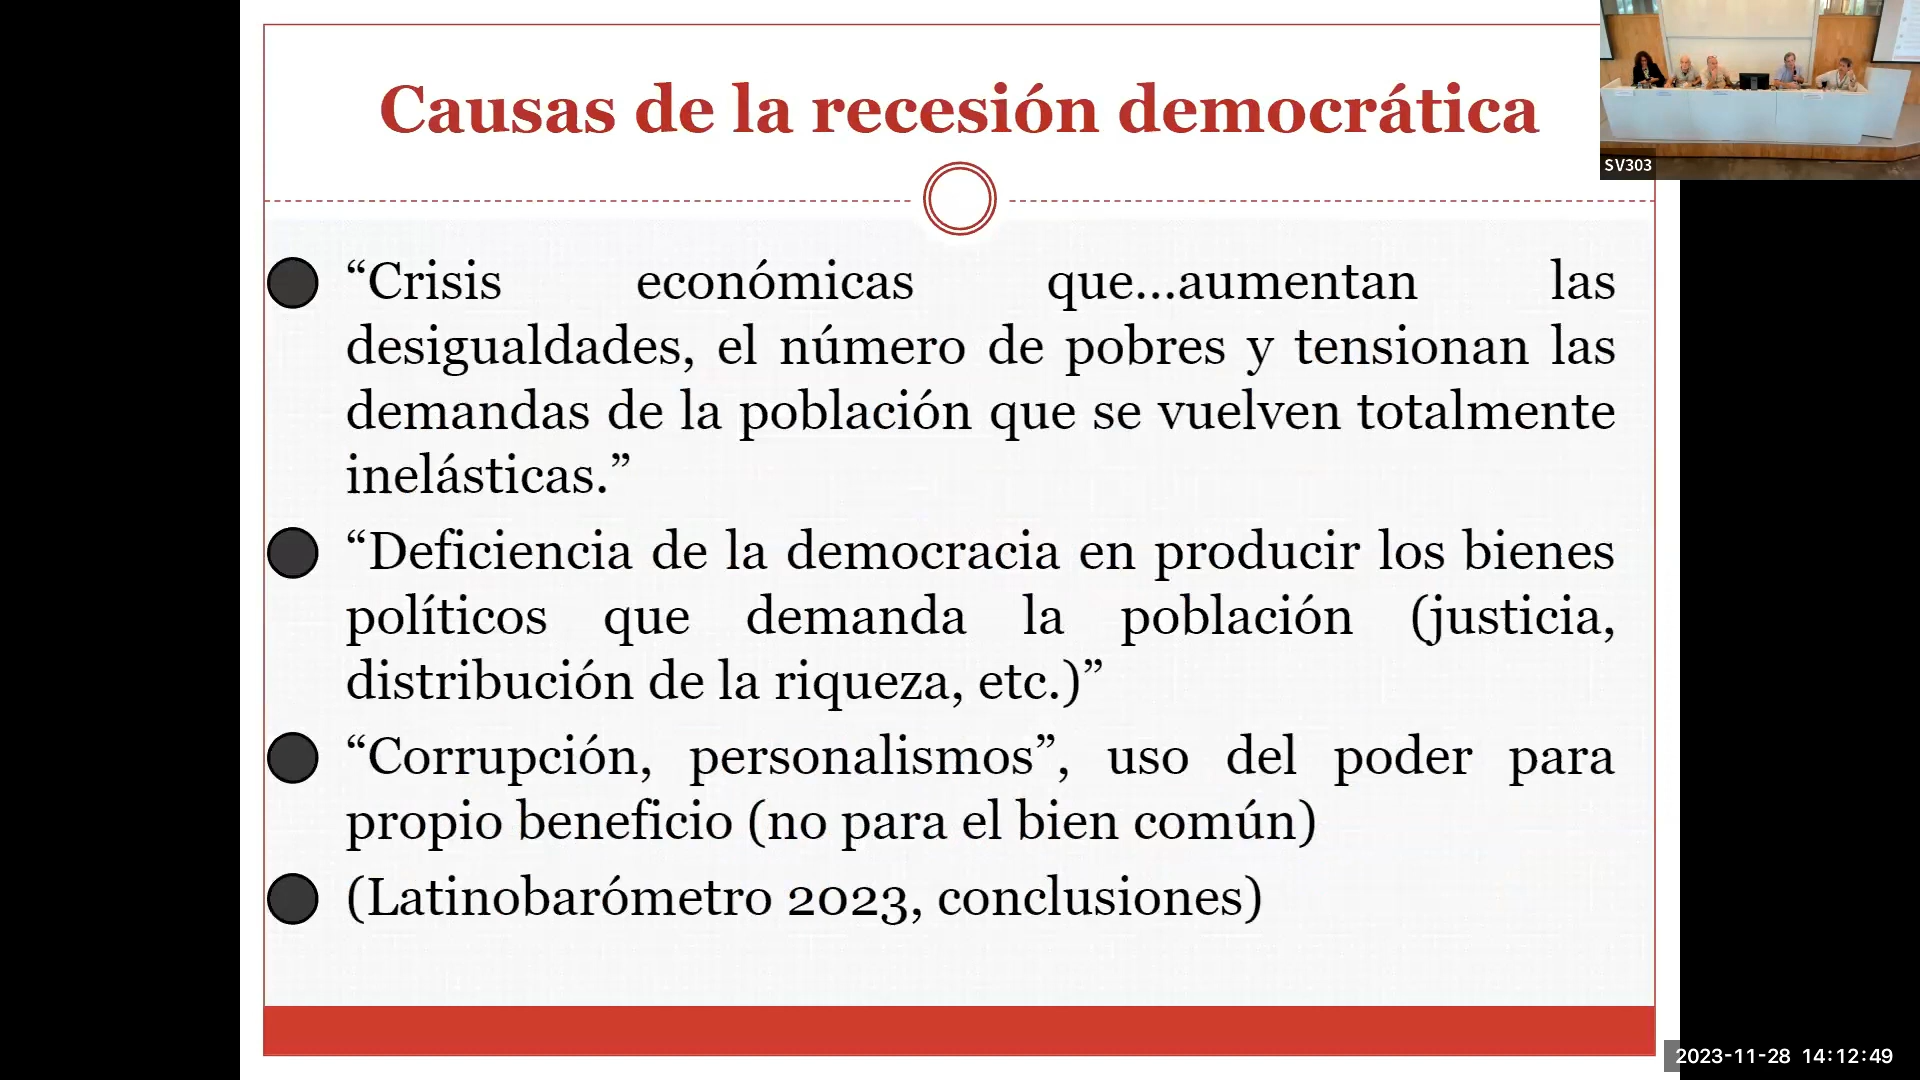 Causas de la recesión democrática
SV303
“Crisis económicas que...aumentan las
desigualdades, el número de pobres y tensionan las
demandas de la población que se vuelven totalmente
inelásticas.”
“Deficiencia de la democracia en producir los bienes
políticos que demanda la población (justicia,
distribución de la riqueza, etc.)”
“Corrupción, personalismos”, uso del poder para
propio beneficio (no para el bien común)
(Latinobarómetro 2023, conclusiones)
2023-11-28 14:12:49